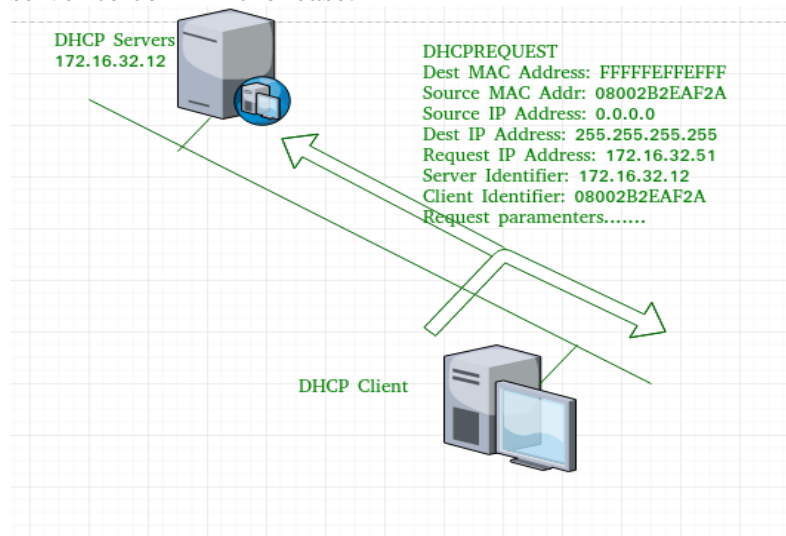 DHCP Servers
172.16.32.12
DHCPREQUEST
Dest MAC Address: FFFFFEFFEFFF
Source MAC Addr: 08002B2EAF2A
Source IP Address: 0.0.0.0
Dest IP Address: 255.255.255.255
Request IP Address: 172.16.32.51
Server Identifier: 172.16.32.12
Client Identifier: 08002B2EAF2A
Request paramenters.......
DHCP Client